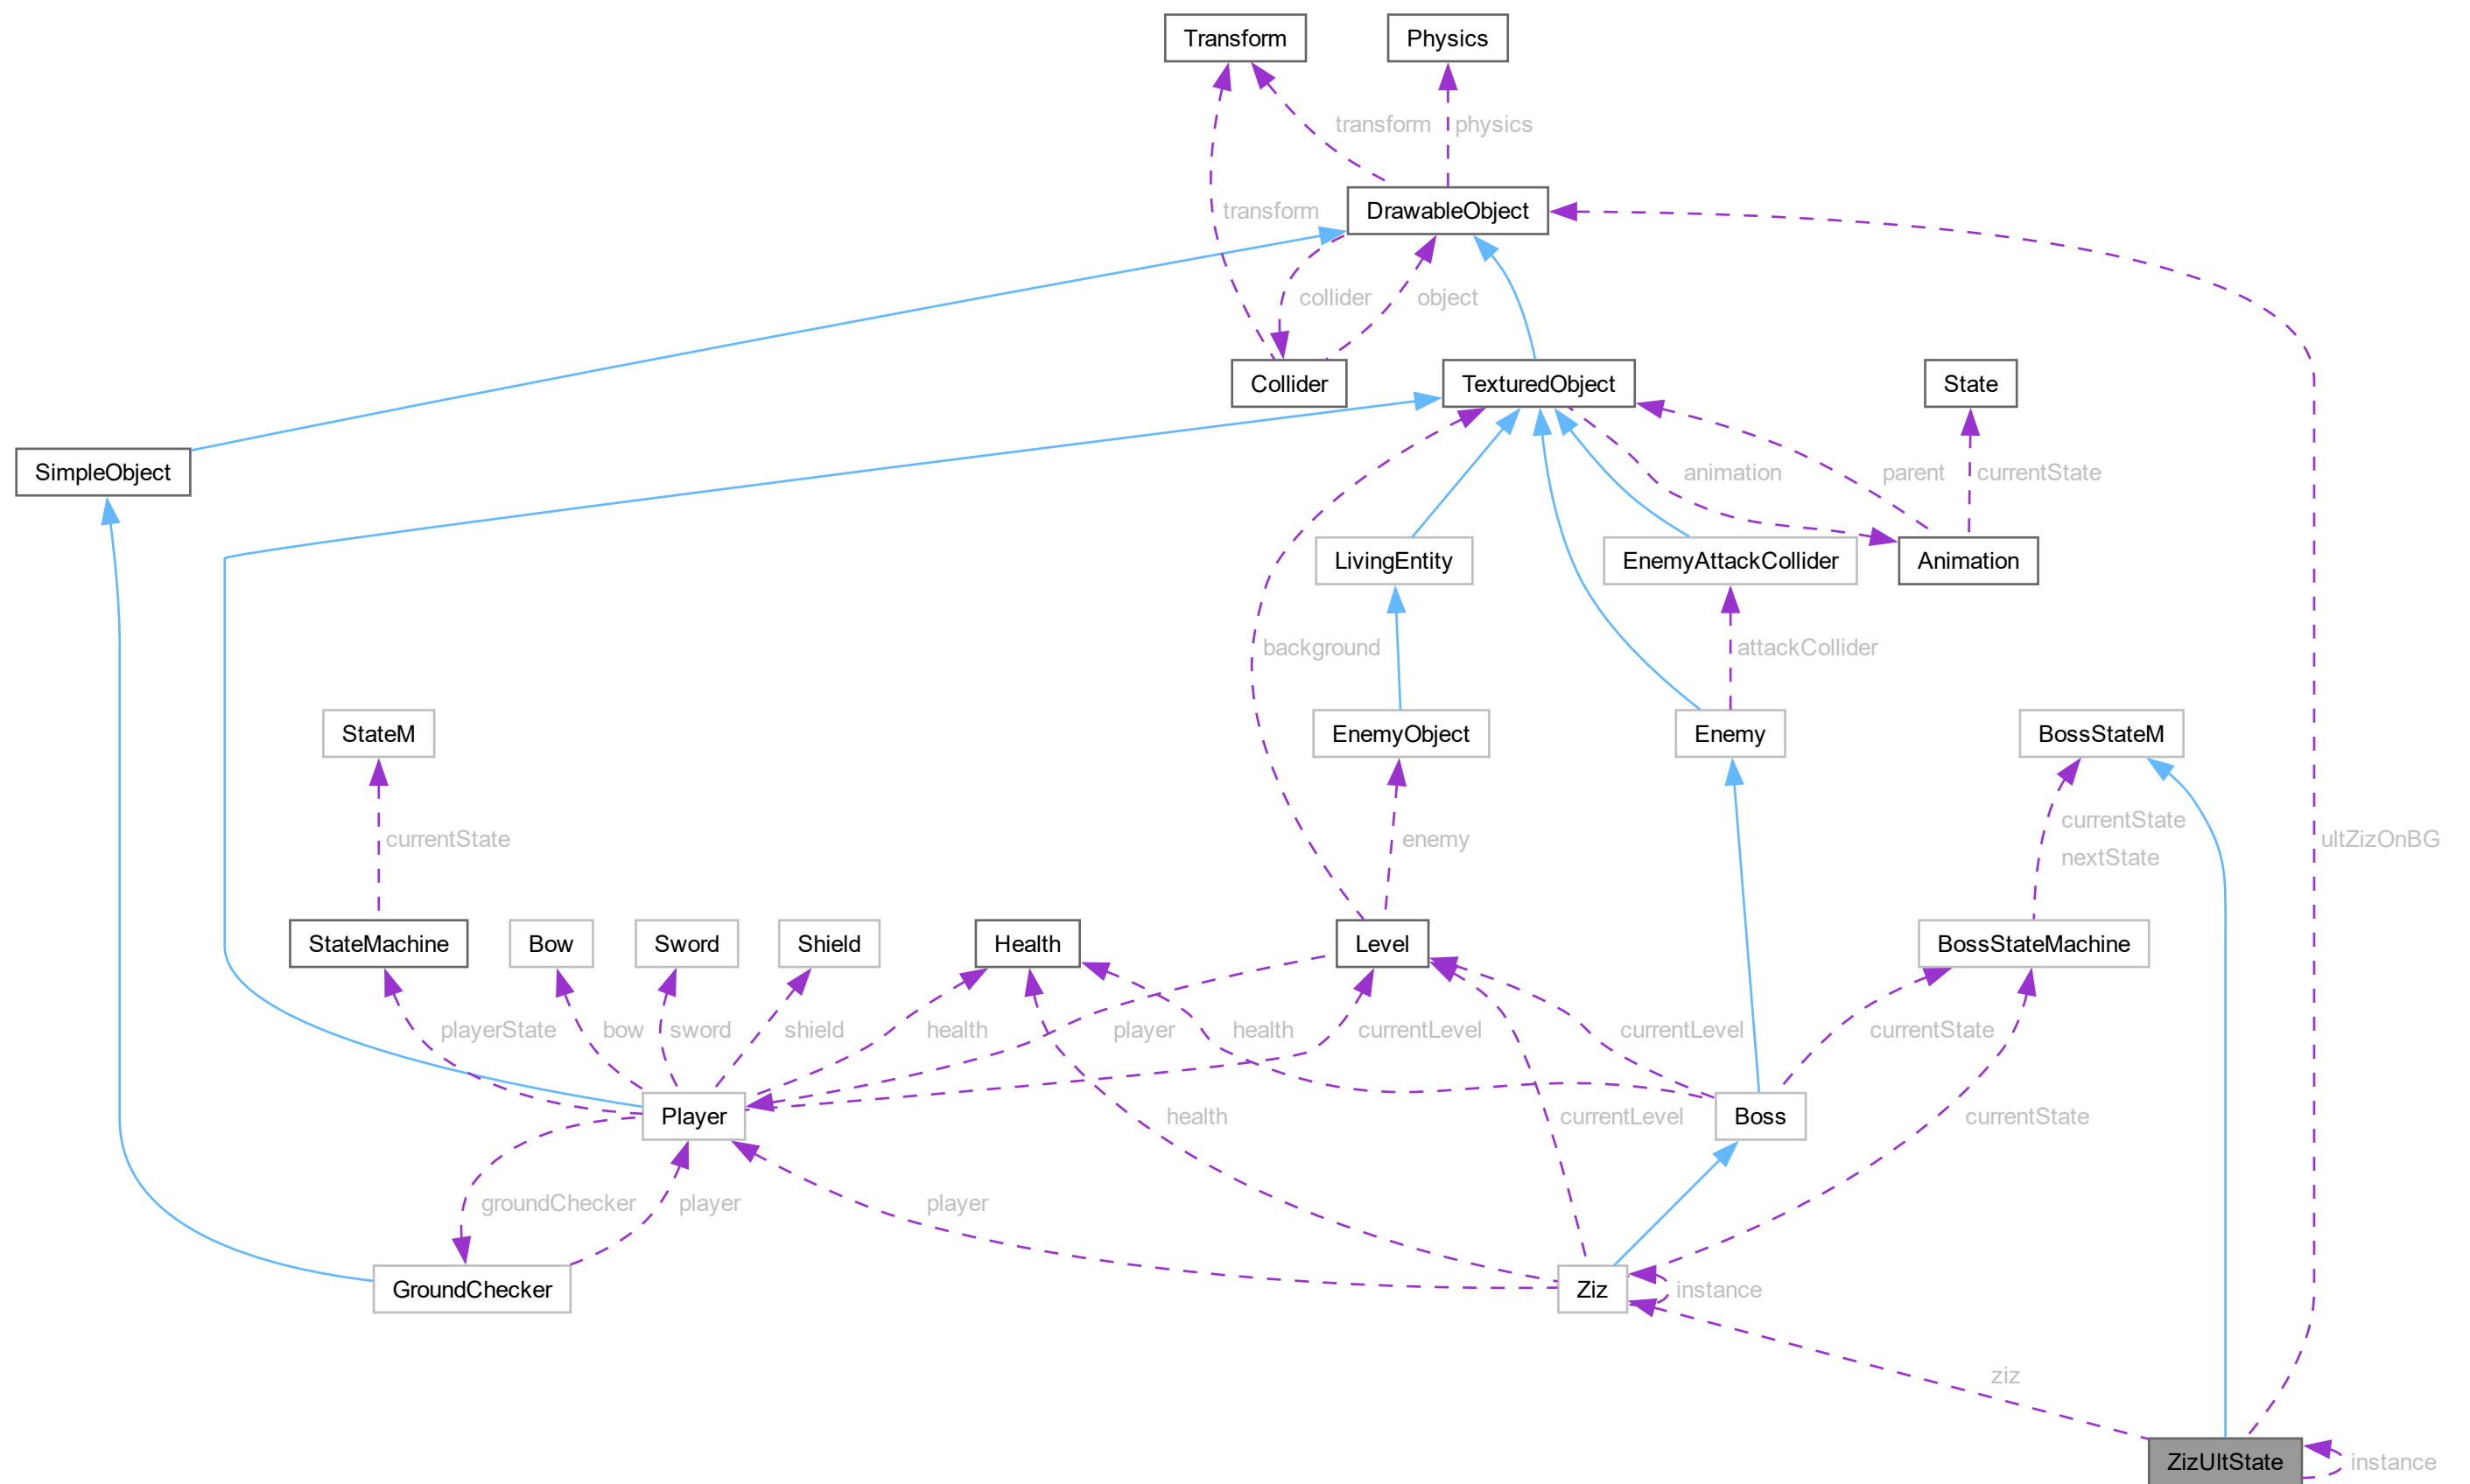 Transform
Physics
transform
physics
transform
DrawableObject
collider
object
Collider
TexturedObject
State
SimpleObject
animation
parent
currentState
LivingEntity
EnemyAttackCollider
Animation
background
attackCollider
StateM
EnemyObject
Enemy
BossStateM
currentState
enemy
currentState
nextState
ultZizOnBG
StateMachine
Bow
Sword
Shield
Health
Level
BossStateMachine
playerState
bow
sword
shield
health
player
health
currentLevel
currentLevel
currentState
Player
health
currentLevel
Boss
currentState
groundChecker
player
player
GroundChecker
Ziz
instance
ziz
ZizUltState
instance